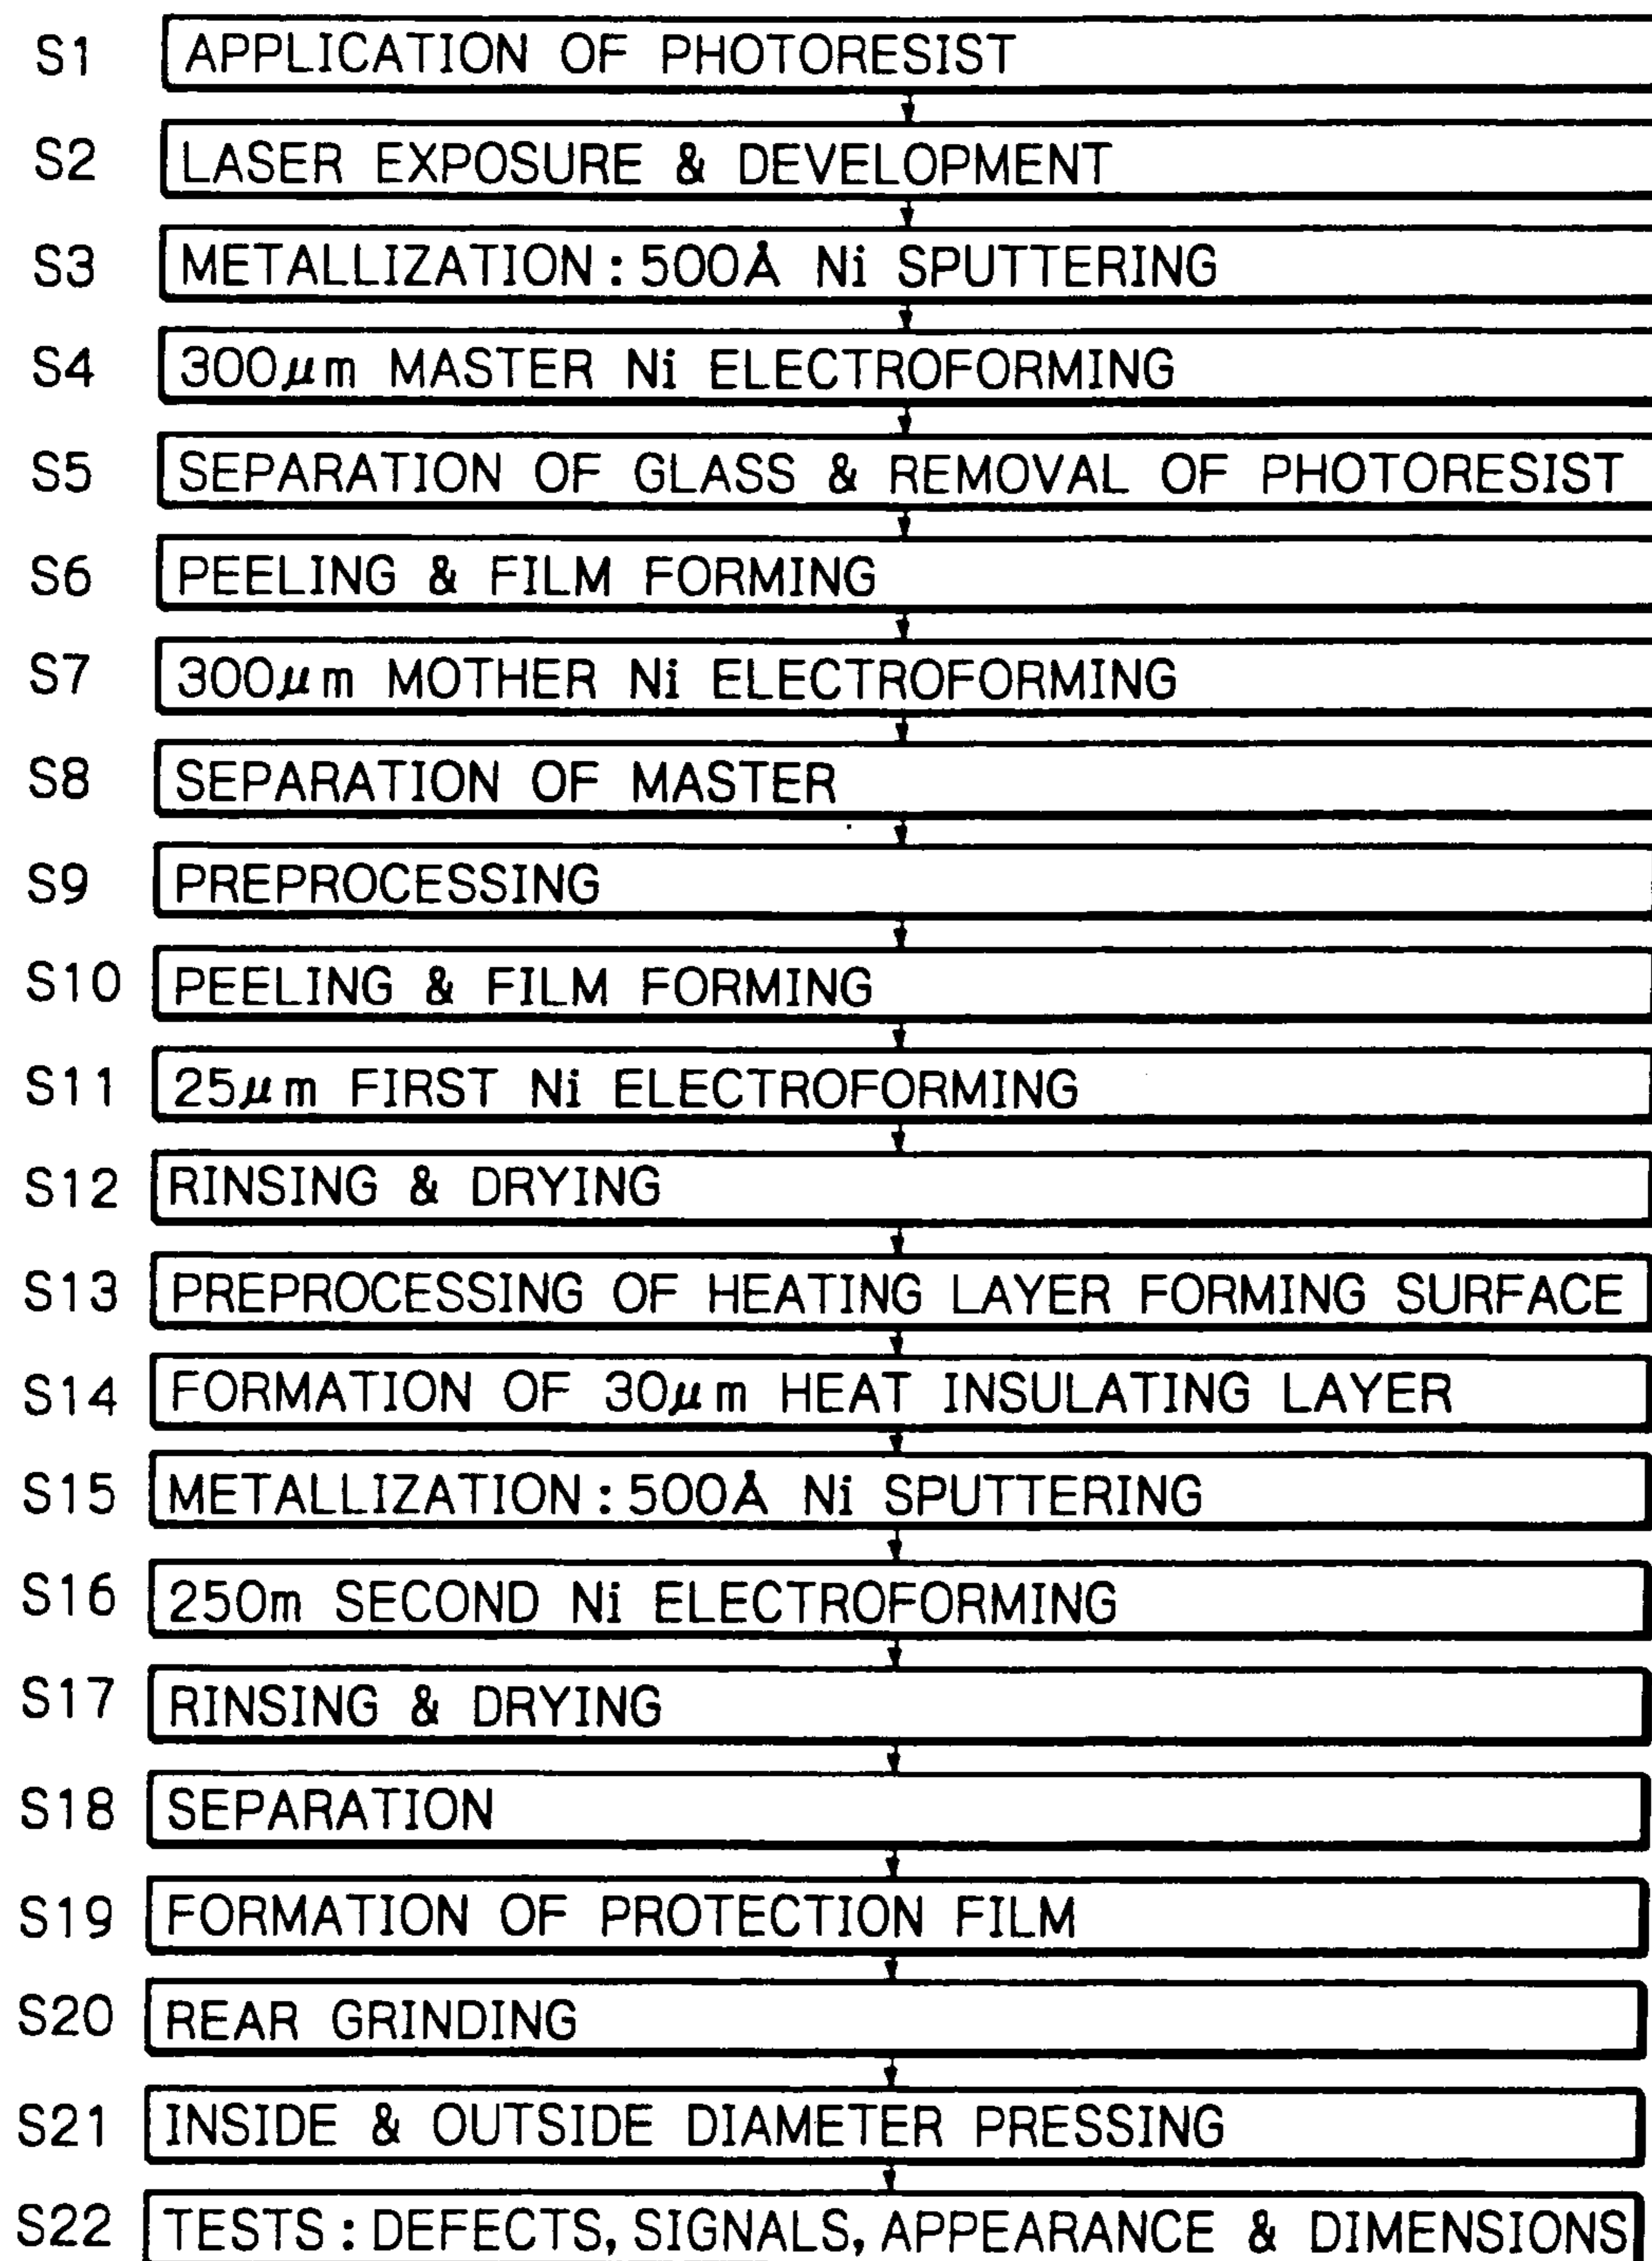 S1 APPLICATION OF PHOTORESIST
S2 LASER EXPOSURE & DEVELOPMENT
S3 METALLIZATION : 500Å Ni SPUTTERING
S4 300μm MASTER Ni ELECTROFORMING
S5 SEPARATION OF GLASS & REMOVAL OF PHOTORESIST
S6 PEELING & FILM FORMING
S7 300μm MOTHER Ni ELECTROFORMING
S8 SEPARATION OF MASTER
S9 PREPROCESSING
S10 PEELING & FILM FORMING
S11 25μm FIRST Ni ELECTROFORMING
S12 RINSING & DRYING
S13 PREPROCESSING OF HEATING LAYER FORMING SURFACE
S14 FORMATION OF 30μm HEAT INSULATING LAYER
S15 METALLIZATION : 500Å Ni SPUTTERING
S16 250m SECOND Ni ELECTROFORMING
S17 RINSING & DRYING
S18 SEPARATION
S19 FORMATION OF PROTECTION FILM
S20 REAR GRINDING
S21 INSIDE & OUTSIDE DIAMETER PRESSING
S22 TESTS : DEFECTS, SIGNALS, APPEARANCE & DIMENSIONS